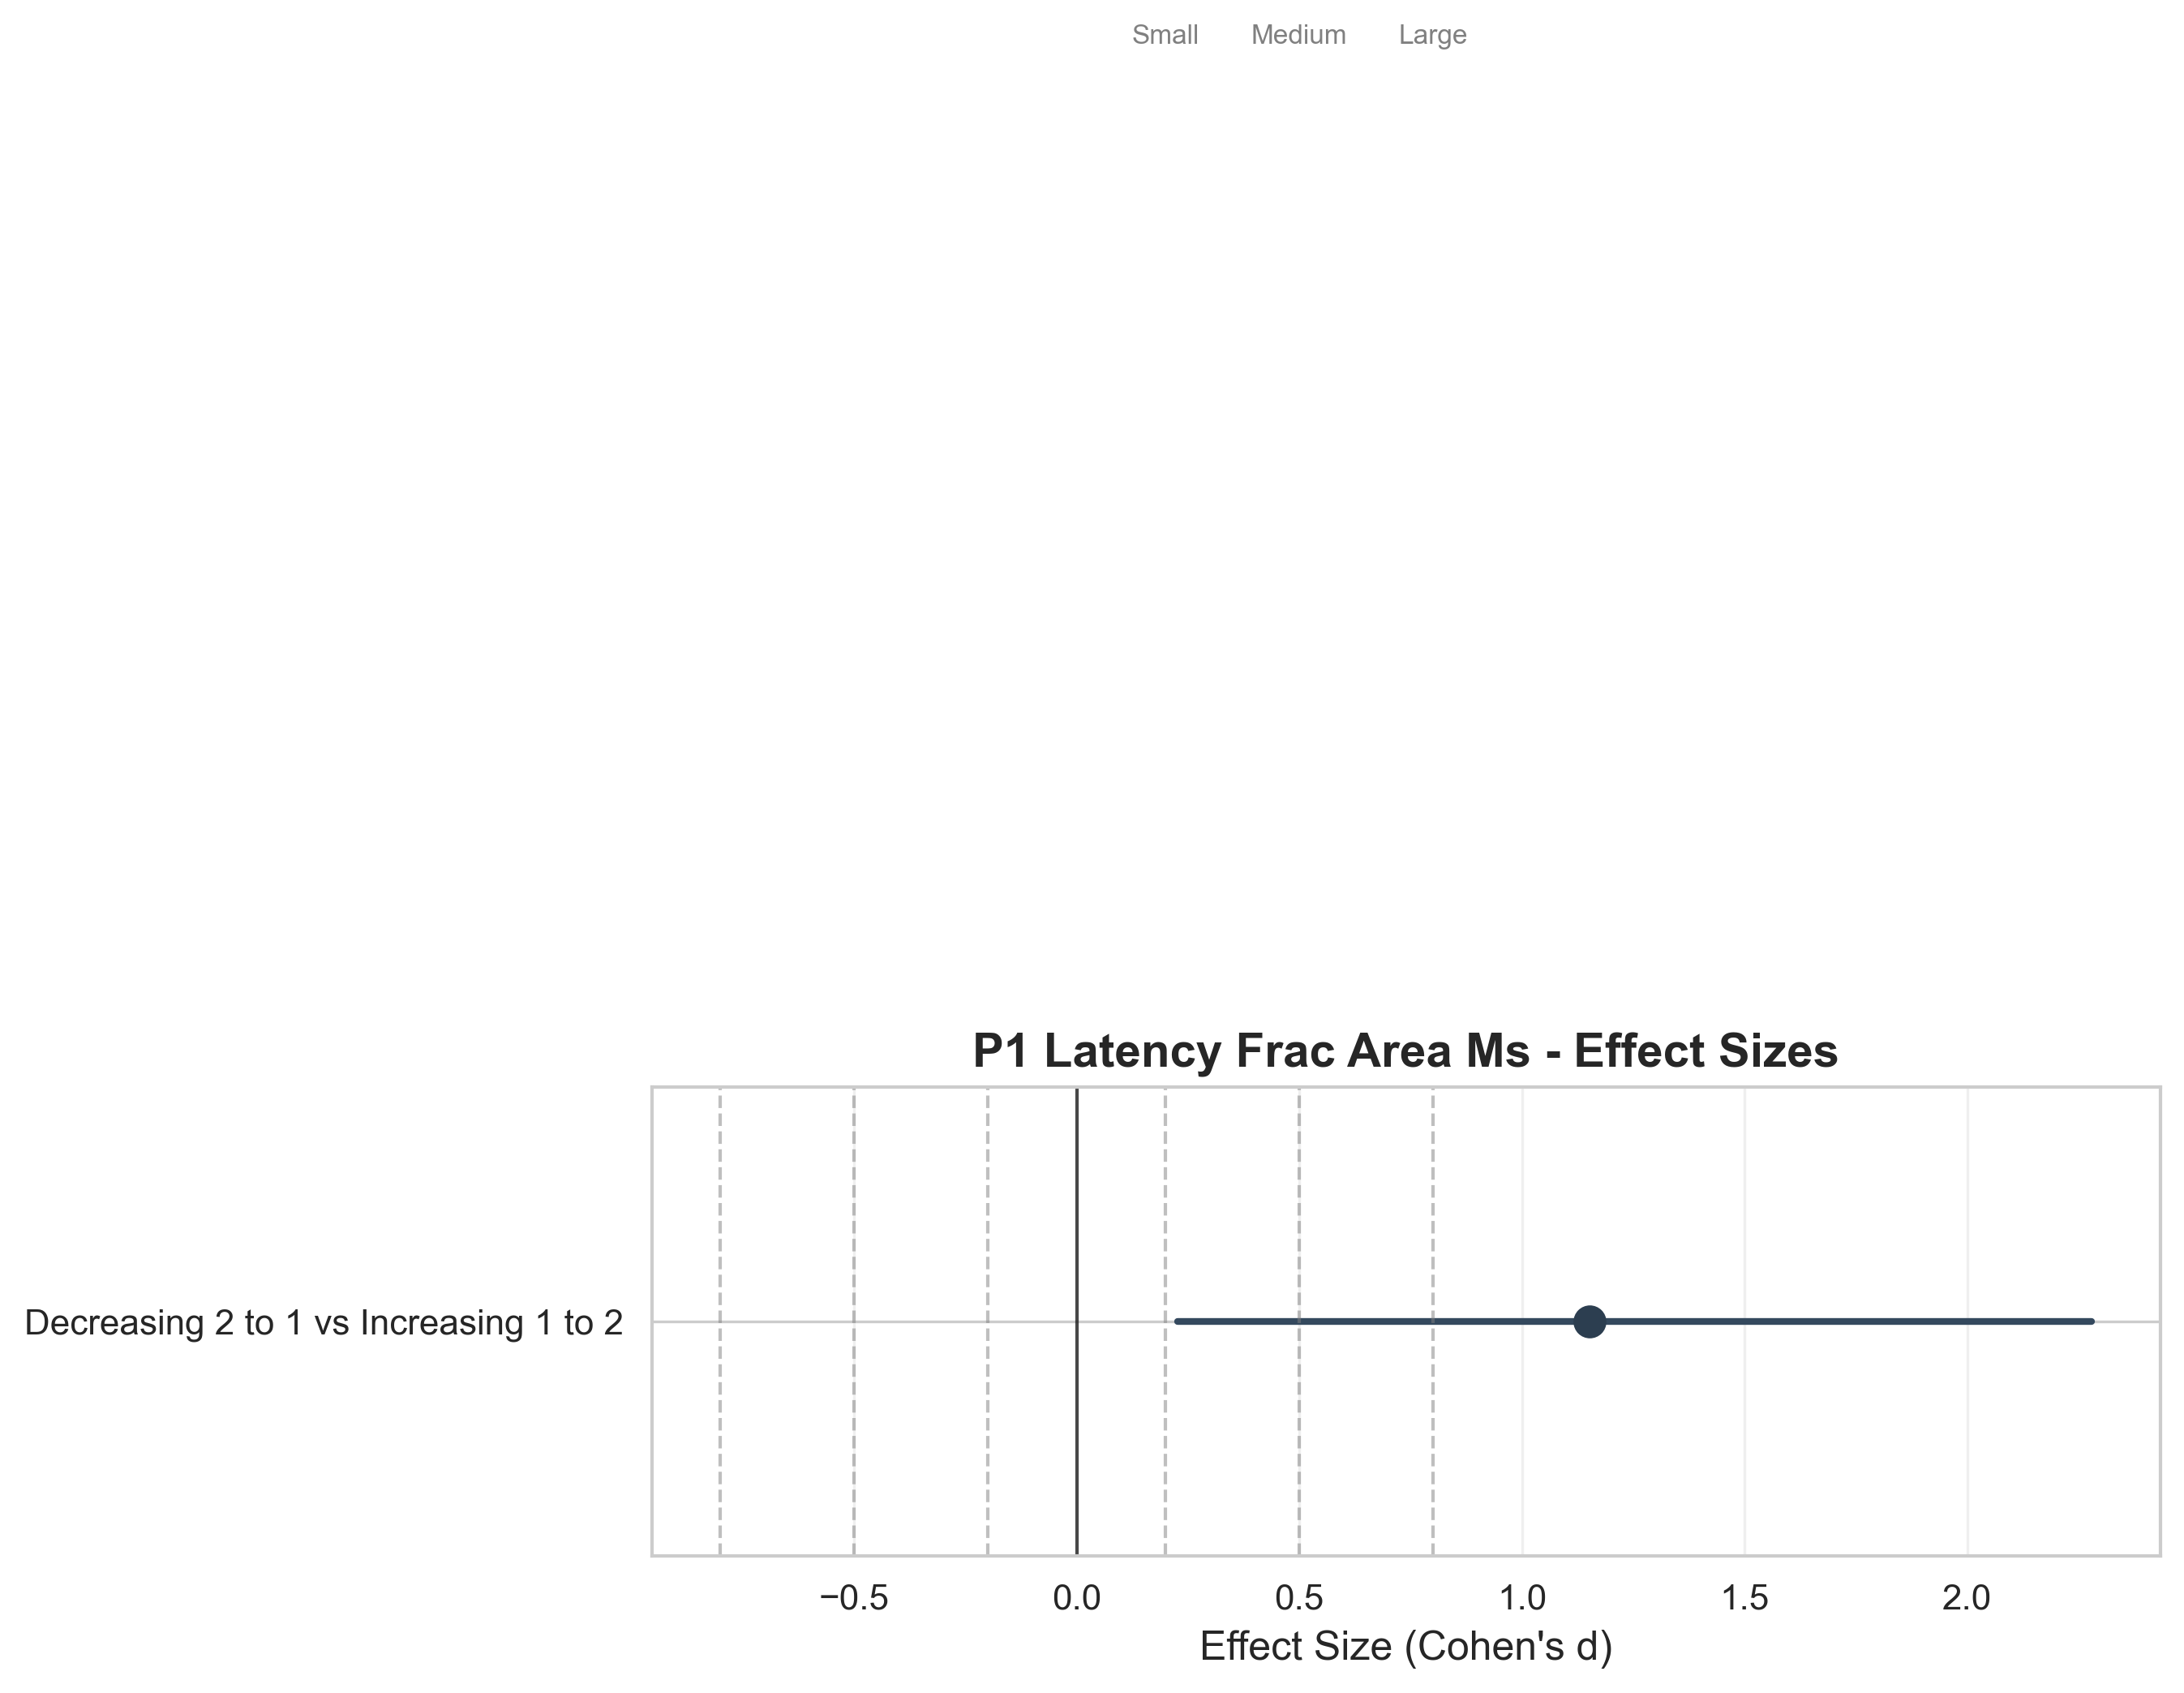 Small Medium Large
P1 Latency Frac Area Ms - Effect Sizes
Decreasing 2 to 1 vs Increasing 1 to 2
−0.5 0.0 0.5 1.0 1.5 2.0
Effect Size (Cohen's d)